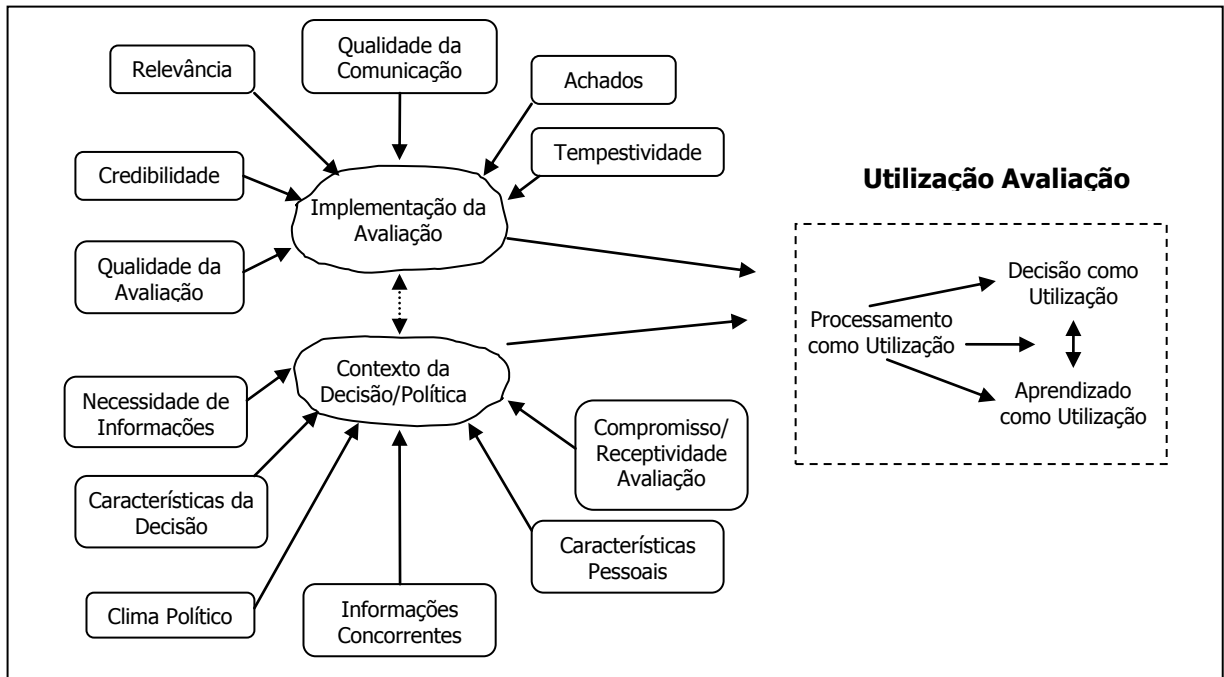 Qualidade da
Comunicação
Relevância
Achados
Tempestividade
Credibilidade
Implementação da
Avaliação
Qualidade da
Avaliação
Utilização Avaliação
Decisão como
Utilização
Processamento
como Utilização
Aprendizado
como Utilização
Contexto da
Decisão/Política
Necessidade de
Informações
Compromisso/
Receptividade
Avaliação
Características da
Decisão
Características
Pessoais
Clima Político
Informações
Concorrentes